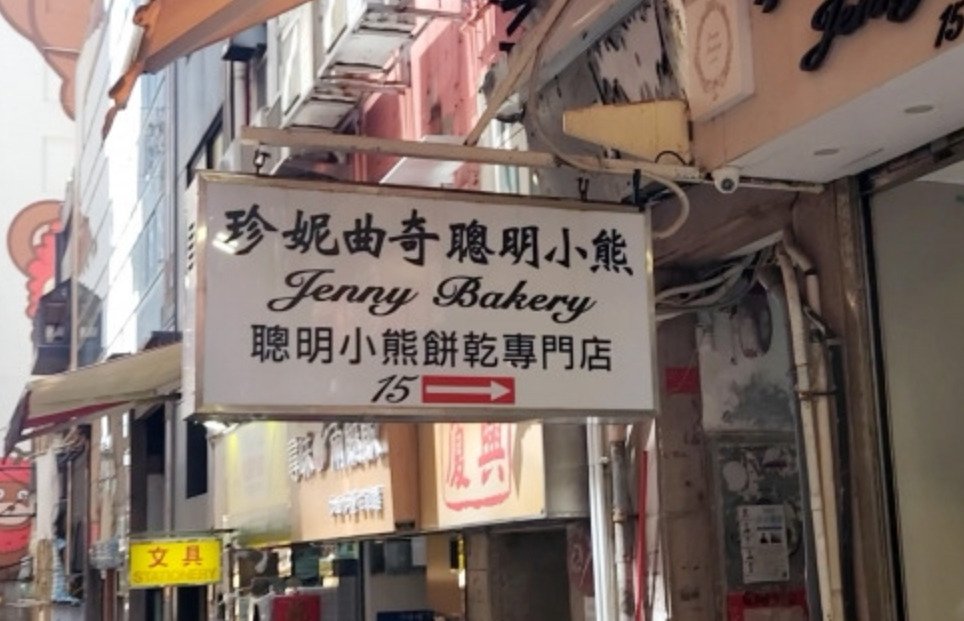 Jenny
15
珍妮曲奇聰明小熊
Jenny Bakery
聰明小熊餅乾專門店
15
文具
STATIONERY